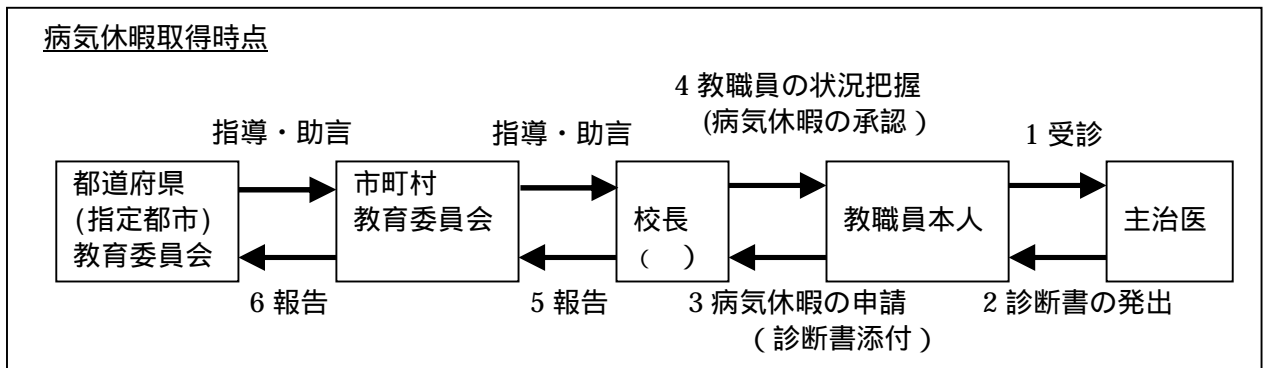 病気休暇取得時点
4 教職員の状況把握
(病気休暇の承認)
指導・助言
指導・助言
1 受診
都道府県
(指定都市)
教育委員会
市町村
教育委員会
校長
( )
教職員本人
主治医
6 報告
5 報告
3 病気休暇の申請
(診断書添付)
2 診断書の発出